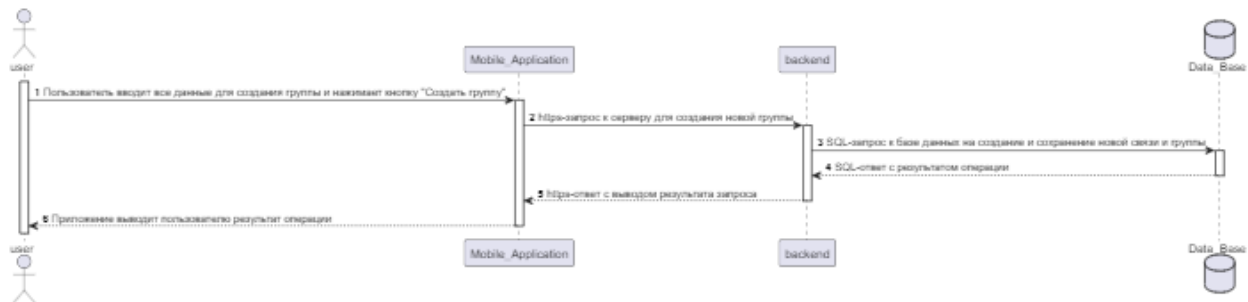 user
Mobile_Application
backend
Data_Base
1 Пользователь вводит все данные для создания группы и нажимает кнопку "Создать группу"
2 https-запрос к серверу для создания новой группы
3 SQL-запрос к базе данных на создание и сохранение новой связи и группы
4 SQL-ответ с результатом операции
5 https-ответ с выводом результата запроса
6 Приложение выводит пользователю результат операции
user
Mobile_Application
backend
Data_Base